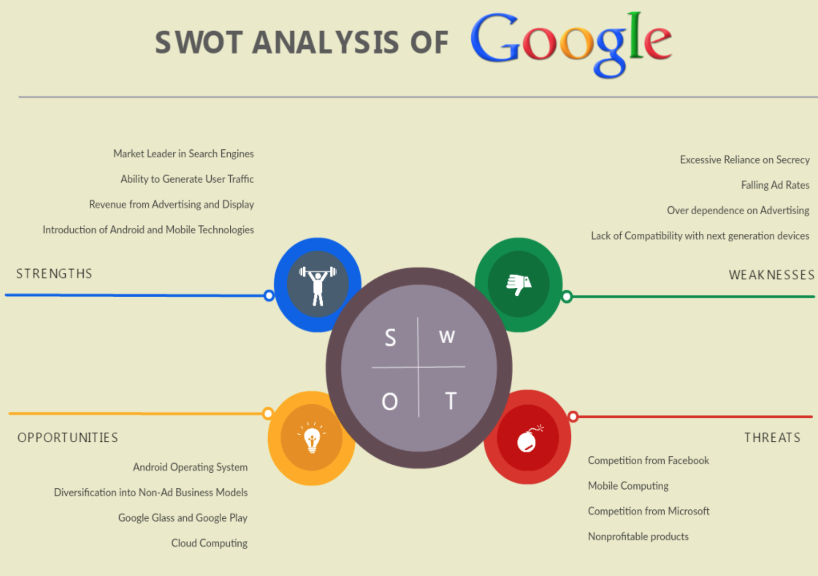 SWOT ANALYSIS OF Google
Market Leader in Search Engines
Ability to Generate User Traffic
Revenue from Advertising and Display
Introduction of Android and Mobile Technologies
STRENGTHS
Excessive Reliance on Secrecy
Falling Ad Rates
Over dependence on Advertising
Lack of Compatibility with next generation devices
WEAKNESSES
S W
O T
OPPORTUNITIES
Android Operating System
Diversification into Non-Ad Business Models
Google Glass and Google Play
Cloud Computing
THREATS
Competition from Facebook
Mobile Computing
Competition from Microsoft
Nonprofitable products